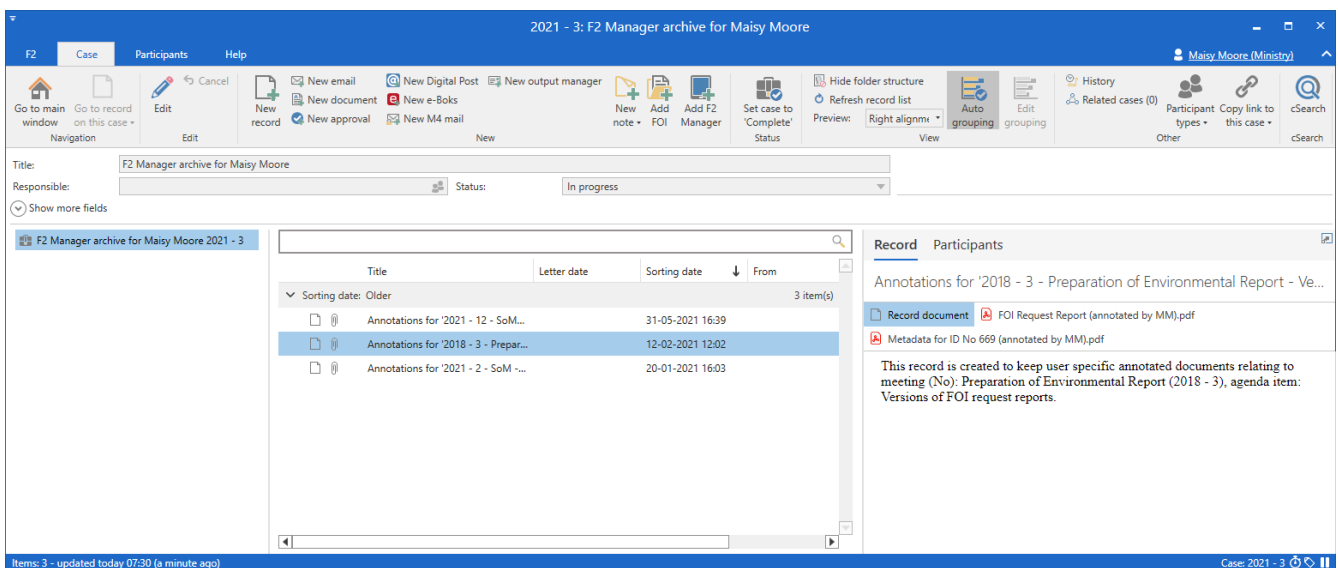 2021 - 3: F2 Manager archive for Maisy Moore
F2 Case Participants Help Maisy Moore (Ministry)
Go to main window
Go to record on this case
Navigation
Edit
Cancel
Edit
New record
New email
New document
New approval
New Digital Post
New e-Boks
New M4 mail
New output manager
New note
Add FOI
Add F2 Manager
New
Set case to 'Complete'
Status
Hide folder structure
Refresh record list
Preview: Right alignme
Auto grouping
Edit grouping
View
History
Related cases (0)
Participant types
Copy link to this case
Other
cSearch
cSearch
Title: F2 Manager archive for Maisy Moore
Responsible: Status: In progress
Show more fields
F2 Manager archive for Maisy Moore 2021 - 3
Title Letter date Sorting date From
Sorting date: Older 3 item(s)
Annotations for '2021 - 12 - SoM... 31-05-2021 16:39
Annotations for '2018 - 3 - Prepar... 12-02-2021 12:02
Annotations for '2021 - 2 - SoM -... 20-01-2021 16:03
Record Participants
Annotations for '2018 - 3 - Preparation of Environmental Report - Ve...
Record document FOI Request Report (annotated by MM).pdf
Metadata for ID No 669 (annotated by MM).pdf
This record is created to keep user specific annotated documents relating to
meeting (No): Preparation of Environmental Report (2018 - 3), agenda item:
Versions of FOI request reports.
Items: 3 - updated today 07:30 (a minute ago) Case: 2021 - 3